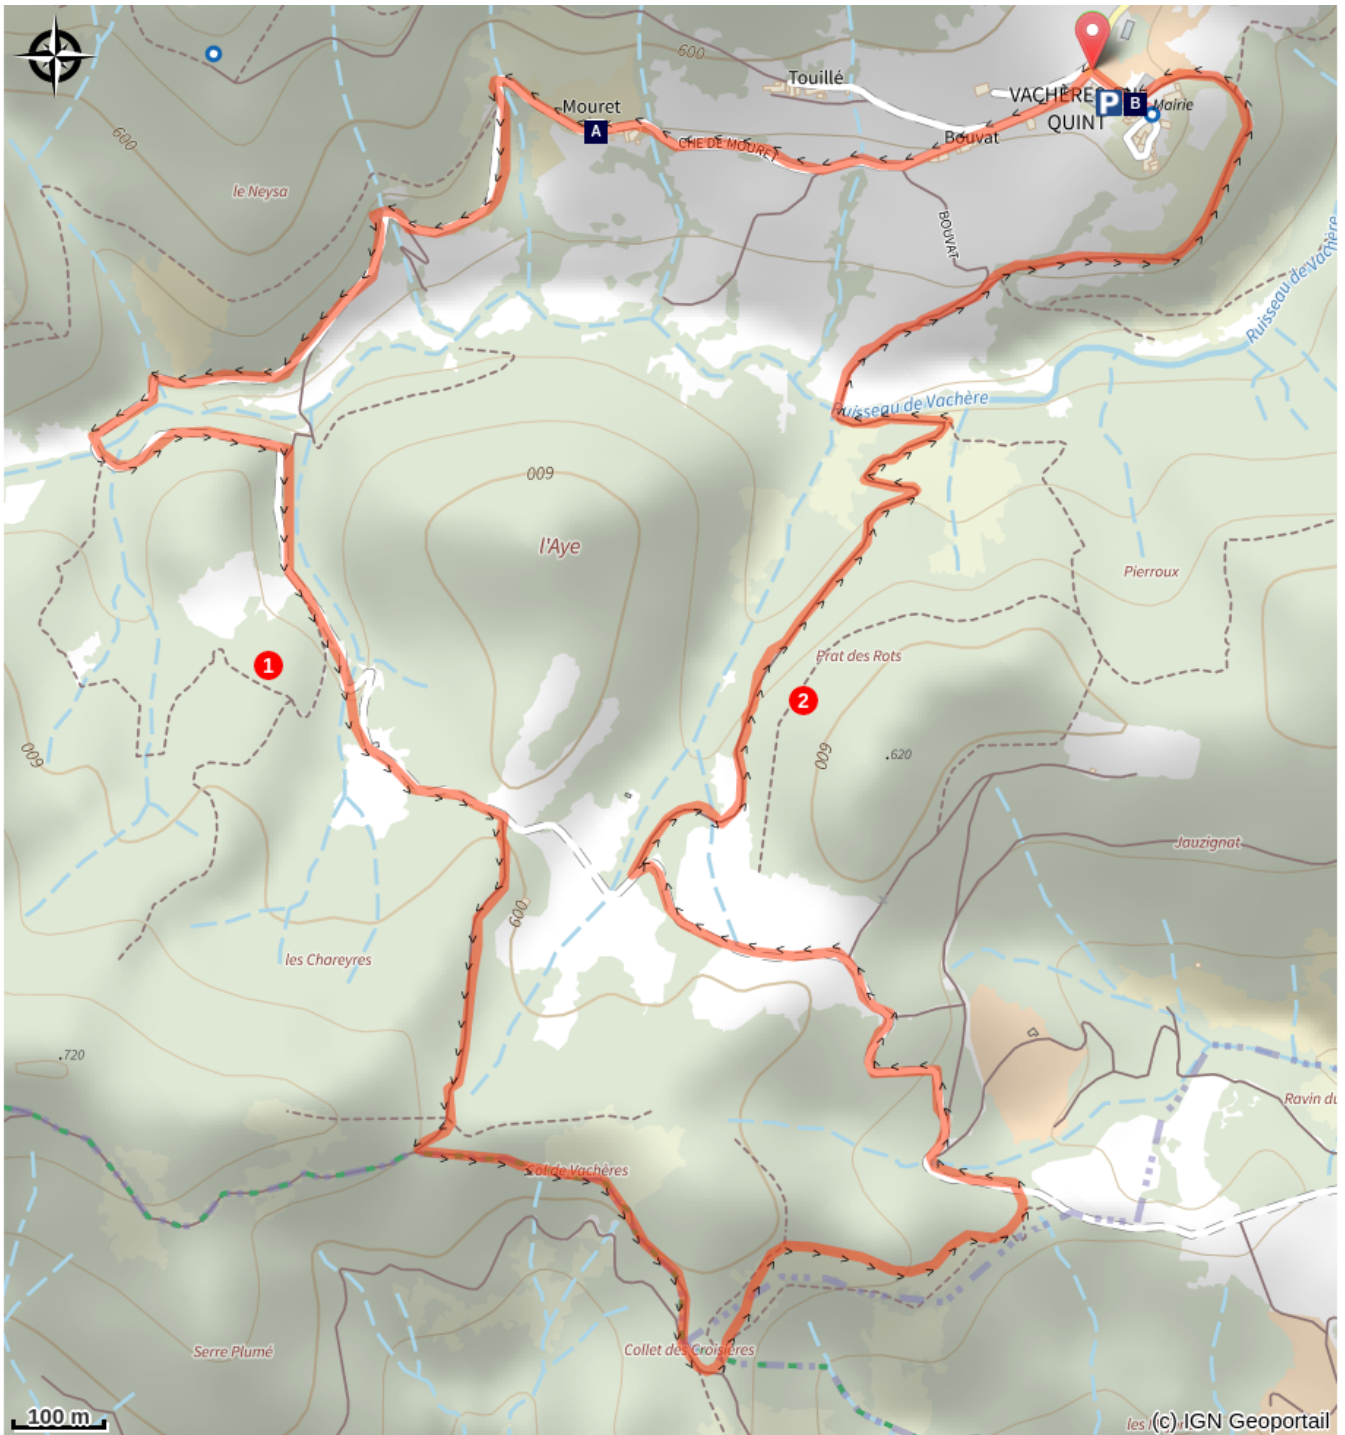 600
Touillé
VACHÈRES-EN-
P
B
Mairie
Mouret
A
QUINT
Bouvat
CHE DE MOURET
600
le Neysa
BOUVAT
Ruisseau de Vachère
Ruisseau de Vachère
600
l'Aye
Pierroux
1
Prat des Rots
2
600
600
.620
Jauzignat
600
les Chareyres
.720
Ravin du
Col de Vachères
Serre Plumé
Collet des Croisières
100 m
les
(c) IGN Geoportail